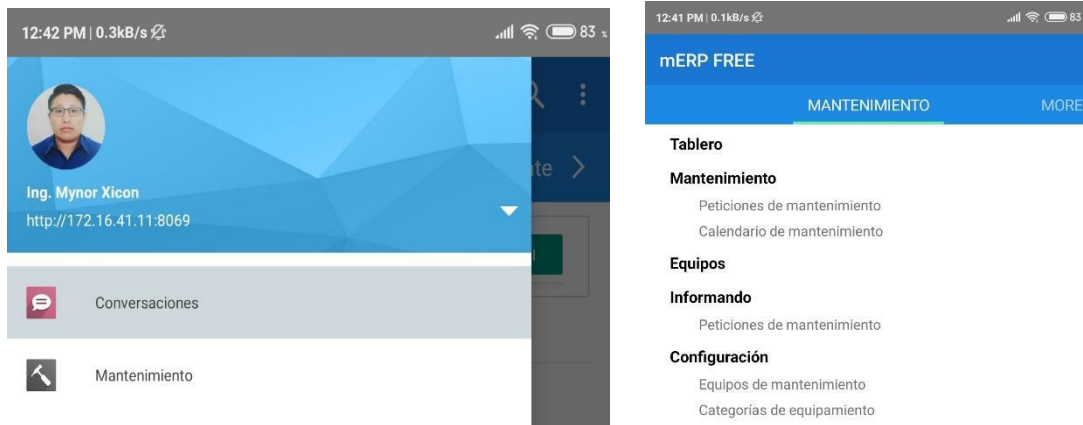 12:42 PM | 0.3kB/s
83 %
te
Ing. Mynor Xicon
http://172.16.41.11:8069
Conversaciones
Mantenimiento
12:41 PM | 0.1kB/s
83
mERP FREE
MANTENIMIENTO
MORE
Tablero
Mantenimiento
Peticiones de mantenimiento
Calendario de mantenimiento
Equipos
Informando
Peticiones de mantenimiento
Configuración
Equipos de mantenimiento
Categorías de equipamiento